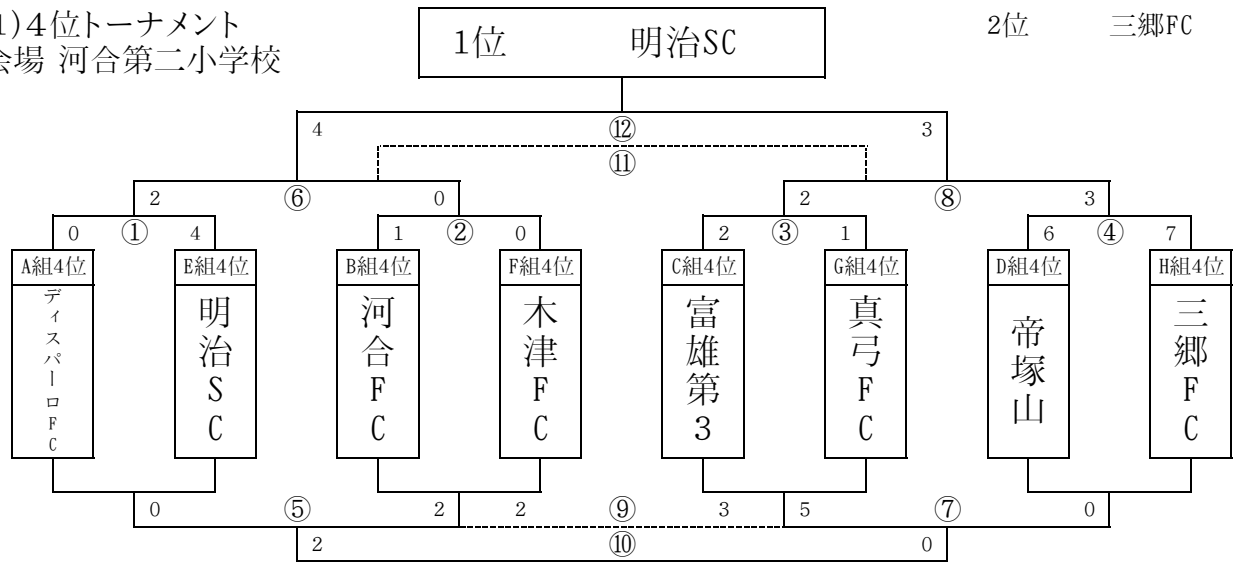 1)4位トーナメント
会場 河合第二小学校
1位 明治SC
2位 三郷FC
4 ⑫ 3
⑪
2 ⑥ 0 2 ⑧ 3
0 ① 4 1 ② 0 2 ③ 1 6 ④ 7
A組4位 E組4位 B組4位 F組4位 C組4位 G組4位 D組4位 H組4位
ディスパーロFC
明治SC
河合FC
木津FC
富雄第3
真弓FC
帝塚山
三郷FC
0 ⑤ 2 2 ⑨ 3 5 ⑦ 0
2 ⑩ 0